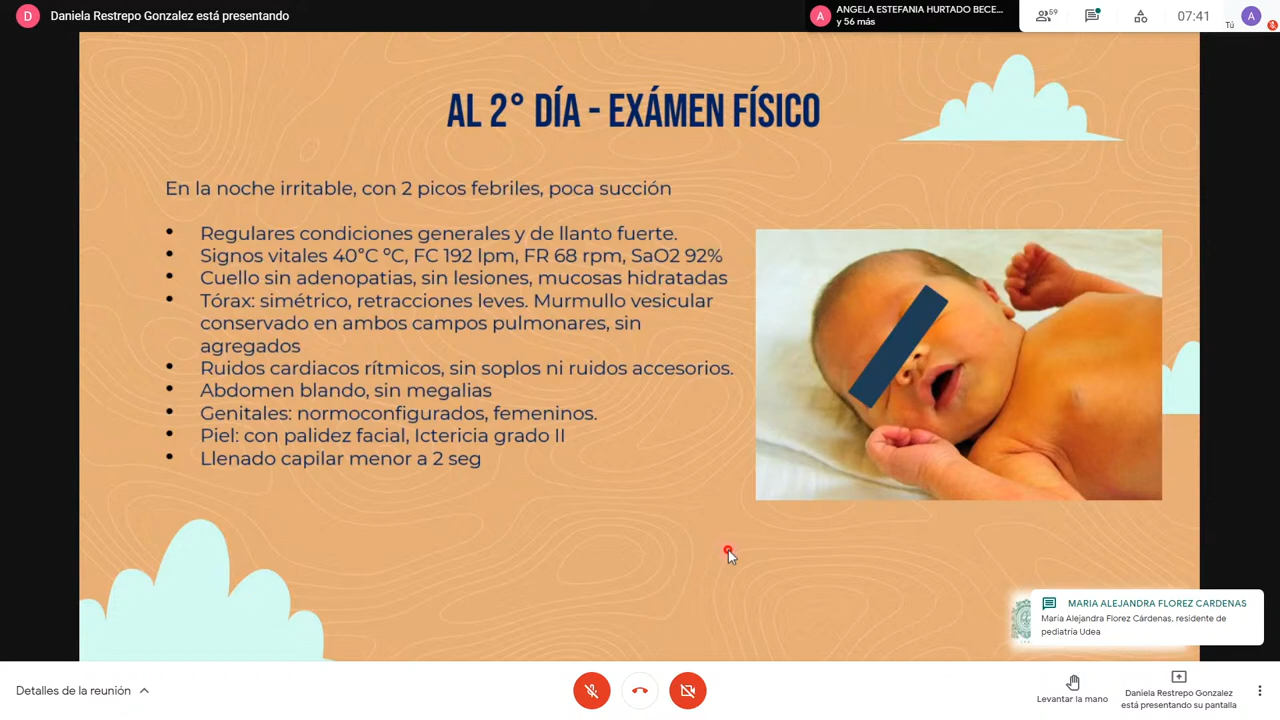 D
Daniela Restrepo Gonzalez está presentando
A
ANGELA ESTEFANIA HURTADO BECE...
y 56 más
59
07:41
Tú
A
AL 2° DÍA - EXÁMEN FÍSICO
En la noche irritable, con 2 picos febriles, poca succión
• Regulares condiciones generales y de llanto fuerte.
• Signos vitales 40°C ºC, FC 192 lpm, FR 68 rpm, SaO2 92%
• Cuello sin adenopatias, sin lesiones, mucosas hidratadas
• Tórax: simétrico, retracciones leves. Murmullo vesicular
conservado en ambos campos pulmonares, sin
agregados
• Ruidos cardiacos rítmicos, sin soplos ni ruidos accesorios.
• Abdomen blando, sin megalias
• Genitales: normoconfigurados, femeninos.
• Piel: con palidez facial, Ictericia grado II
• Llenado capilar menor a 2 seg
MARIA ALEJANDRA FLOREZ CARDENAS
María Alejandra Florez Cárdenas, residente de
pediatría Udea
Detalles de la reunión
Levantar la mano
Daniela Restrepo Gonzalez
está presentando su pantalla